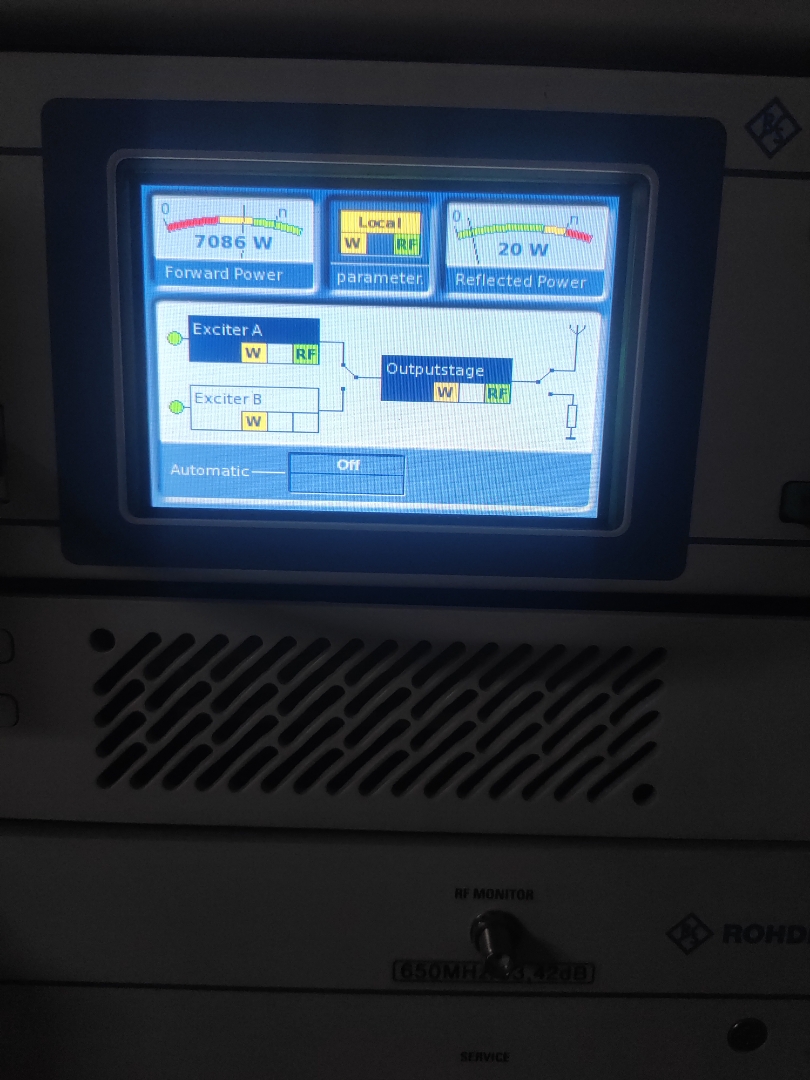 0 n
7086 W
Forward Power
Local
W RF
parameter
0 n
20 W
Reflected Power
Exciter A
W RF
Exciter B
W
Outputstage
W RF
Automatic
Off
RF MONITOR
ROHD
650MHz
SERVICE